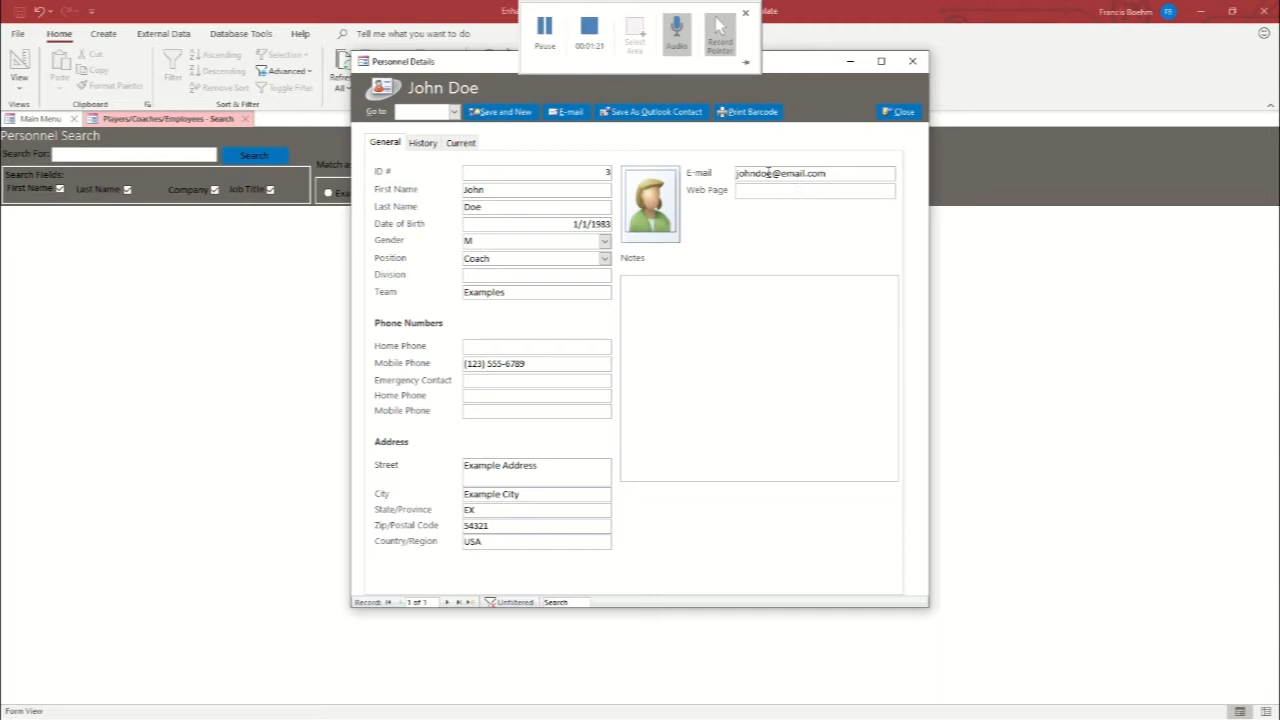 Enha
plate
Francis Boehm FB
File Home Create External Data Database Tools Help Tell me what you want to do
Pause
00:01:21
Select Area
Audio
Record Pointer
View
Views
Paste
Cut
Copy
Format Painter
Clipboard
Filter
Ascending
Descending
Remove Sort
Selection
Advanced
Toggle Filter
Sort & Filter
Refres
All
Main Menu
Players/Coaches/Employees - Search
Personnel Search
Search For:
Search
Match as
Search Fields:
First Name
Last Name
Company
Job Title
Exa
Personnel Details
John Doe
Go to
Save and New
E-mail
Save As Outlook Contact
Print Barcode
Close
General History Current
ID # 3
First Name John
Last Name Doe
Date of Birth 1/1/1983
Gender M
Position Coach
Division
Team Examples
E-mail johndoe@email.com
Web Page
Notes
Phone Numbers
Home Phone
Mobile Phone (123) 555-6789
Emergency Contact
Home Phone
Mobile Phone
Address
Street Example Address
City Example City
State/Province EX
Zip/Postal Code 54321
Country/Region USA
Record: 1 of 1 Unfiltered Search
Form View